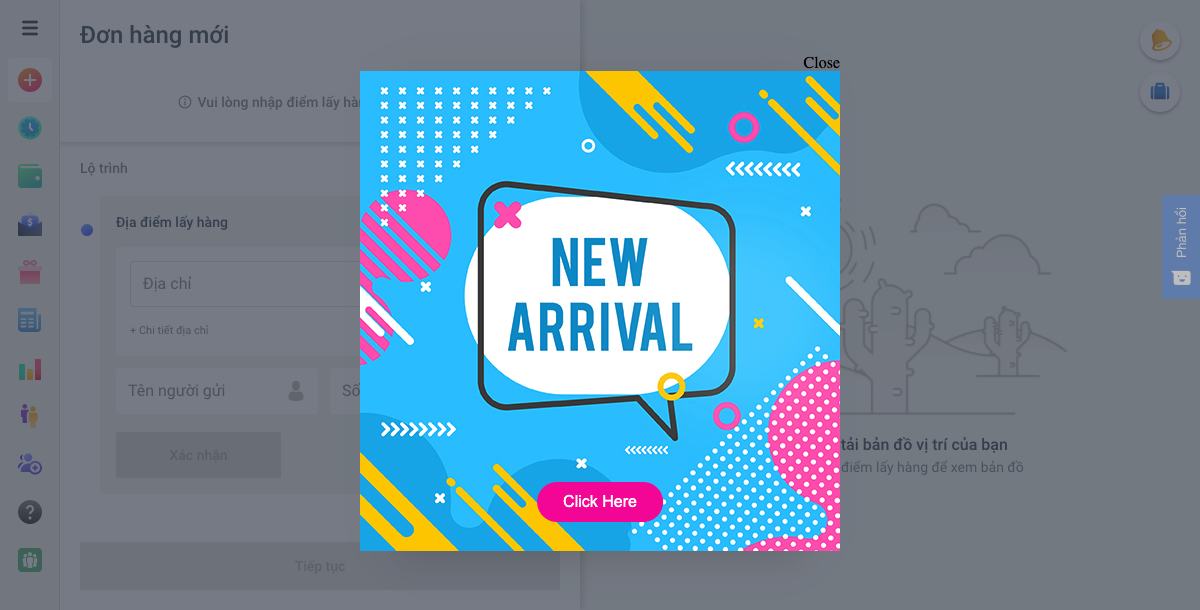 Đơn hàng mới
Close
Vui lòng nhập điểm lấy
Lộ trình
Địa điểm lấy hàng
Địa chỉ
+ Chi tiết địa chỉ
Tên người gửi
Số
Xác nhận
Tiếp tục
NEW
ARRIVAL
Click Here
Phản hồi
tải bản đồ vị trí của bạn
điểm lấy hàng để xem bản đồ